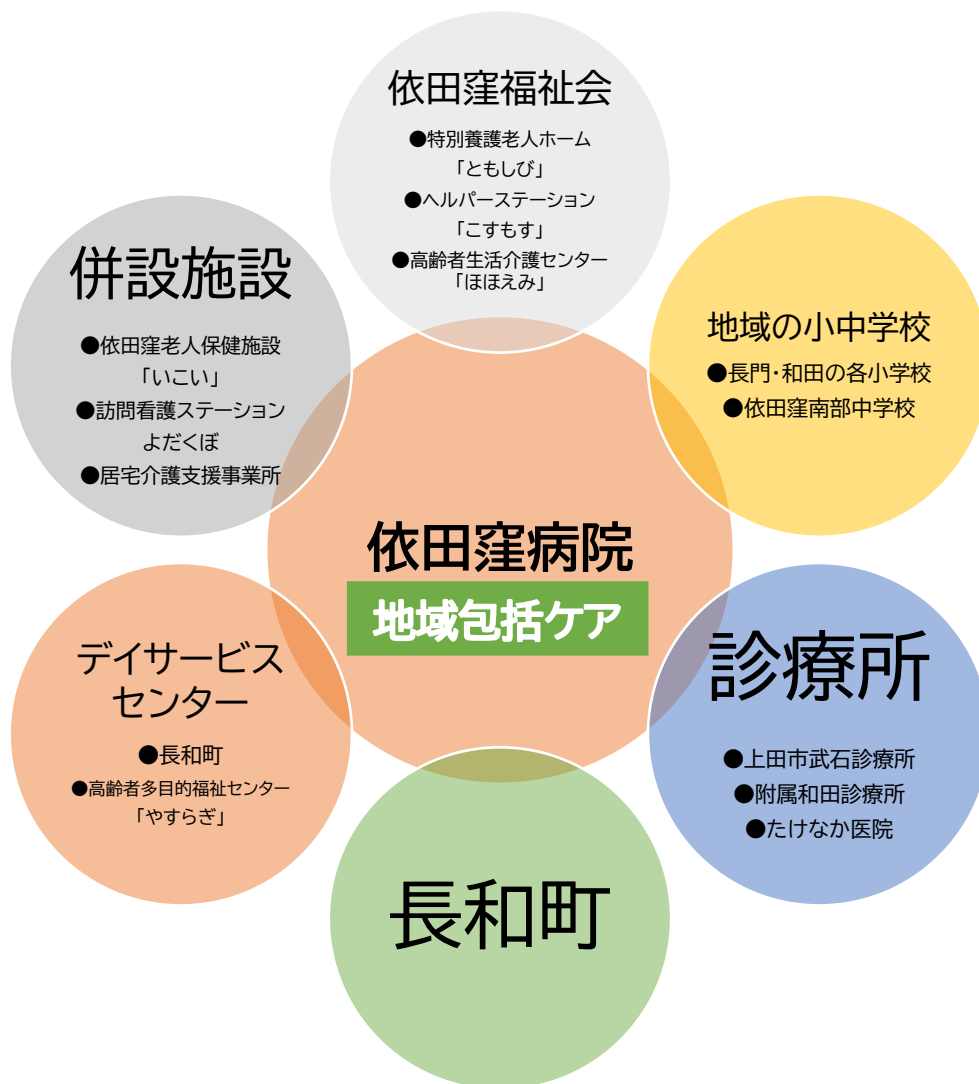 依田窪福祉会
●特別養護老人ホーム
「ともしび」
●ヘルパーステーション
「こすもす」
●高齢者生活介護センター
「ほほえみ」
併設施設
●依田窪老人保健施設
「いこい」
●訪問看護ステーション
よだくぼ
●居宅介護支援事業所
地域の小中学校
●長門・和田の各小学校
●依田窪南部中学校
依田窪病院
地域包括ケア
デイサービス
センター
●長和町
●高齢者多目的福祉センター
「やすらぎ」
診療所
●上田市武石診療所
●附属和田診療所
●たけなか医院
長和町